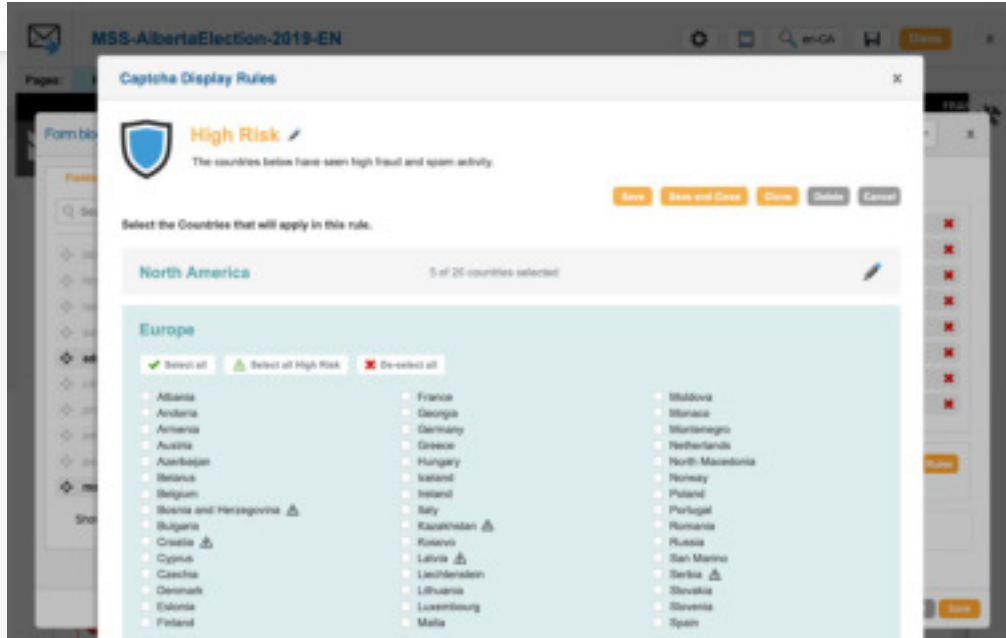 MSS-AlbertaElection-2019-EN
en-CA
Done
x
Pages:
Captcha Display Rules
x
Form blo
x
High Risk
The countries below have seen high fraud and spam activity.
Save
Save and Close
Clone
Delete
Cancel
Select the Countries that will apply in this rule.
North America
5 of 20 countries selected
Europe
Select all
Select all High Risk
De-select all
Albania France Moldova
Andorra Georgia Monaco
Armenia Germany Montenegro
Austria Greece Netherlands
Azerbaijan Hungary North Macedonia
Belarus Iceland Norway
Belgium Ireland Poland
Bosnia and Herzegovina Italy Portugal
Bulgaria Kazakhstan Romania
Croatia Kosovo Russia
Cyprus Latvia San Marino
Czechia Liechtenstein Serbia
Denmark Lithuania Slovakia
Estonia Luxembourg Slovenia
Finland Malta Spain
Rules
Save